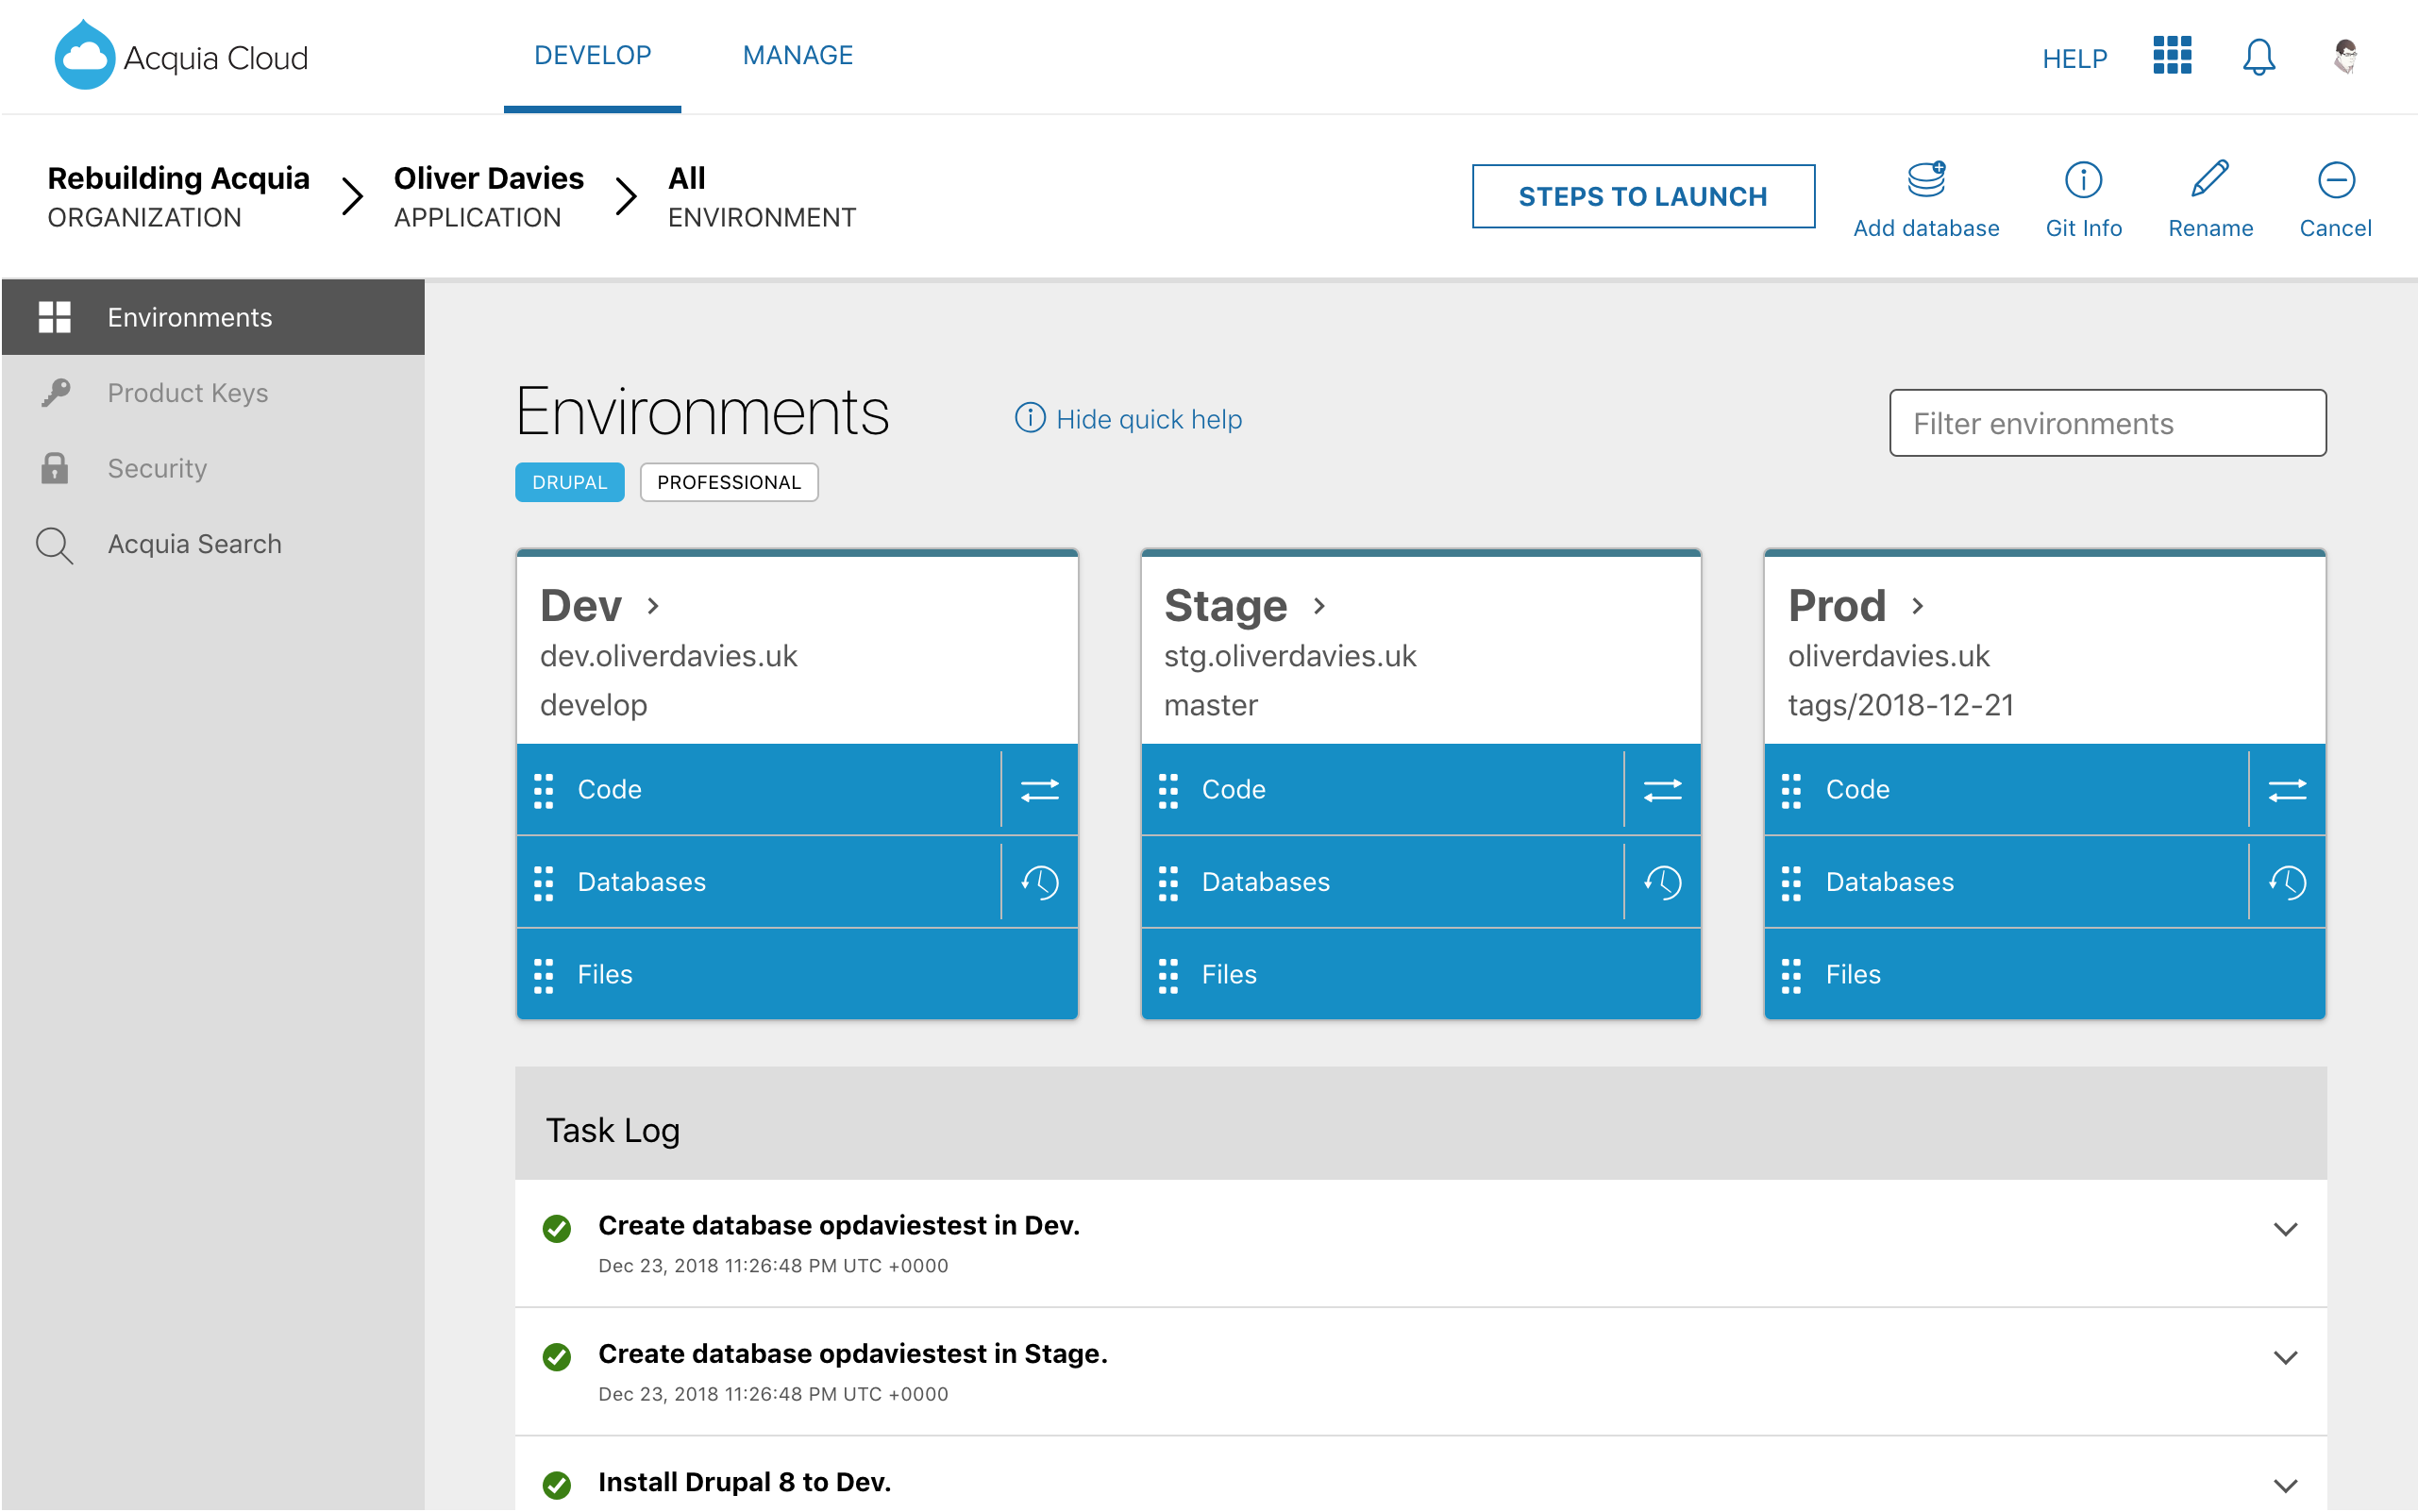 Acquia Cloud
DEVELOP
MANAGE
HELP
Rebuilding Acquia
ORGANIZATION
Oliver Davies
APPLICATION
All
ENVIRONMENT
STEPS TO LAUNCH
Add database
Git Info
Rename
Cancel
Environments
Product Keys
Security
Acquia Search
Environments
Hide quick help
Filter environments
DRUPAL
PROFESSIONAL
Dev
dev.oliverdavies.uk
develop
Code
Databases
Files
Stage
stg.oliverdavies.uk
master
Code
Databases
Files
Prod
oliverdavies.uk
tags/2018-12-21
Code
Databases
Files
Task Log
Create database opdaviestest in Dev.
Dec 23, 2018 11:26:48 PM UTC +0000
Create database opdaviestest in Stage.
Dec 23, 2018 11:26:48 PM UTC +0000
Install Drupal 8 to Dev.